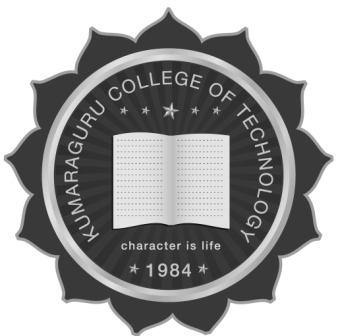 KUMARAGURU COLLEGE OF TECHNOLOGY
character is life
1984